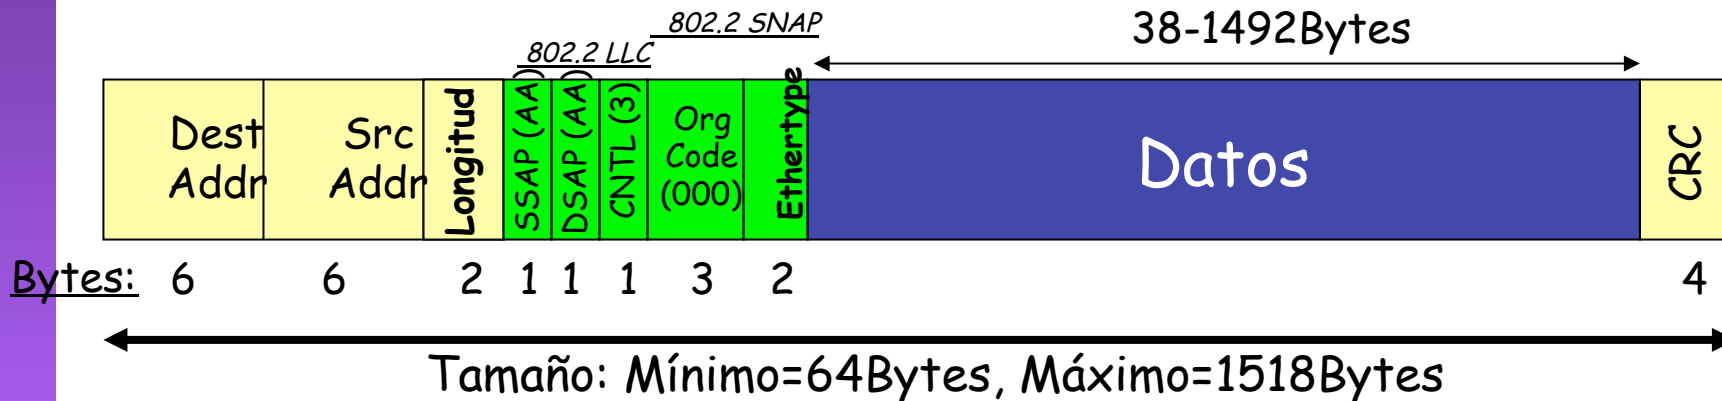 802.2 SNAP
38-1492Bytes
802.2 LLC
Dest
Addr
Src
Addr
Longitud
SSAP (AA)
DSAP (AA)
CNTL (3)
Org
Code
(000)
Ethertype
Datos
CRC
Bytes: 6 6 2 1 1 1 3 2 4
Tamaño: Mínimo=64Bytes, Máximo=1518Bytes